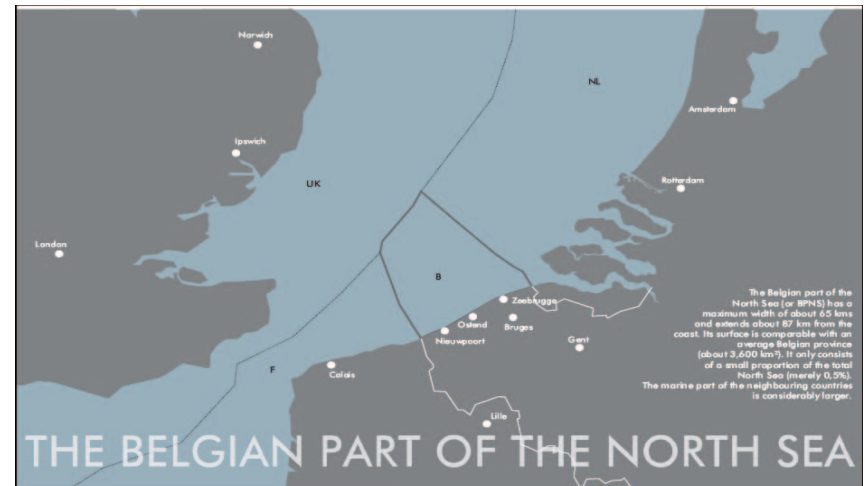 Norwich
NL
Amsterdam
Ipswich
UK
Rotterdam
London
B
The Belgian part of the
North Sea (or BPNS) has a
maximum width of about 65 kms
and extends about 87 km from the
coast. Its surface is comparable with an
average Belgian province
(about 3,600 km²). It only consists
of a small proportion of the total
North Sea (merely 0,5%).
The marine part of the neighbouring countries
is considerably larger.
Zeebrugge
Ostend
Bruges
Nieuwpoort
Gent
F
Calais
Lille
THE BELGIAN PART OF THE NORTH SEA